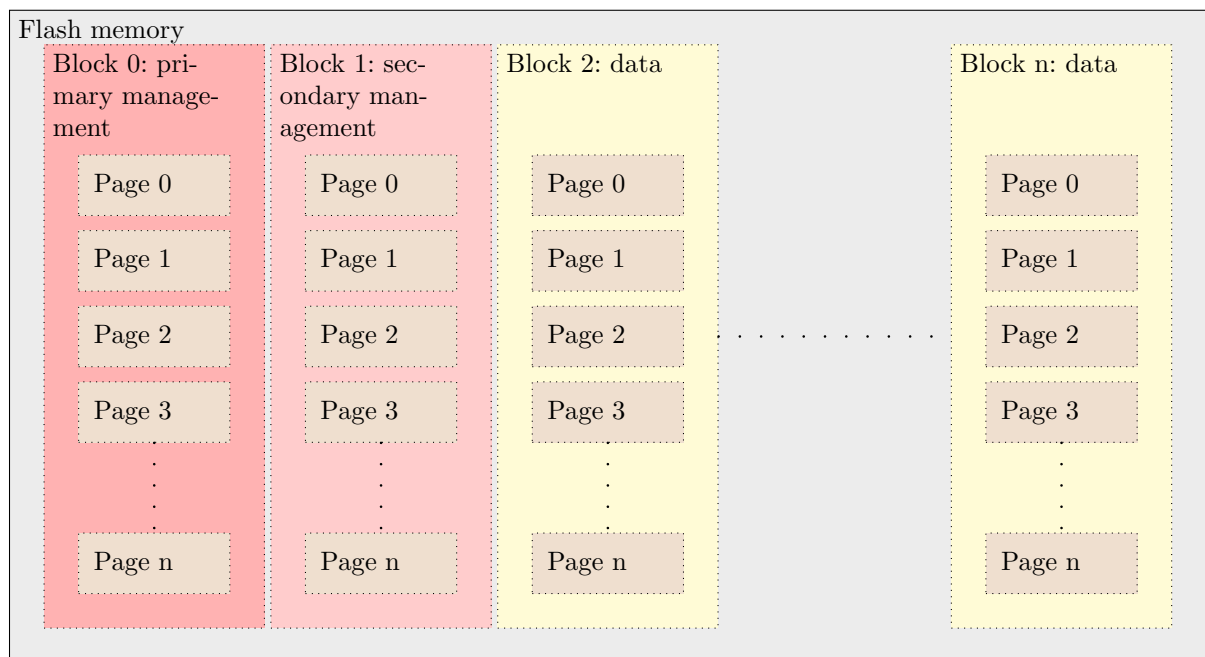 Flash memory
Block 0: pri-
mary manage-
ment
Page 0
Page 1
Page 2
Page 3
Page n
Block 1: sec-
ondary man-
agement
Page 0
Page 1
Page 2
Page 3
Page n
Block 2: data
Page 0
Page 1
Page 2
Page 3
Page n
Block n: data
Page 0
Page 1
Page 2
Page 3
Page n